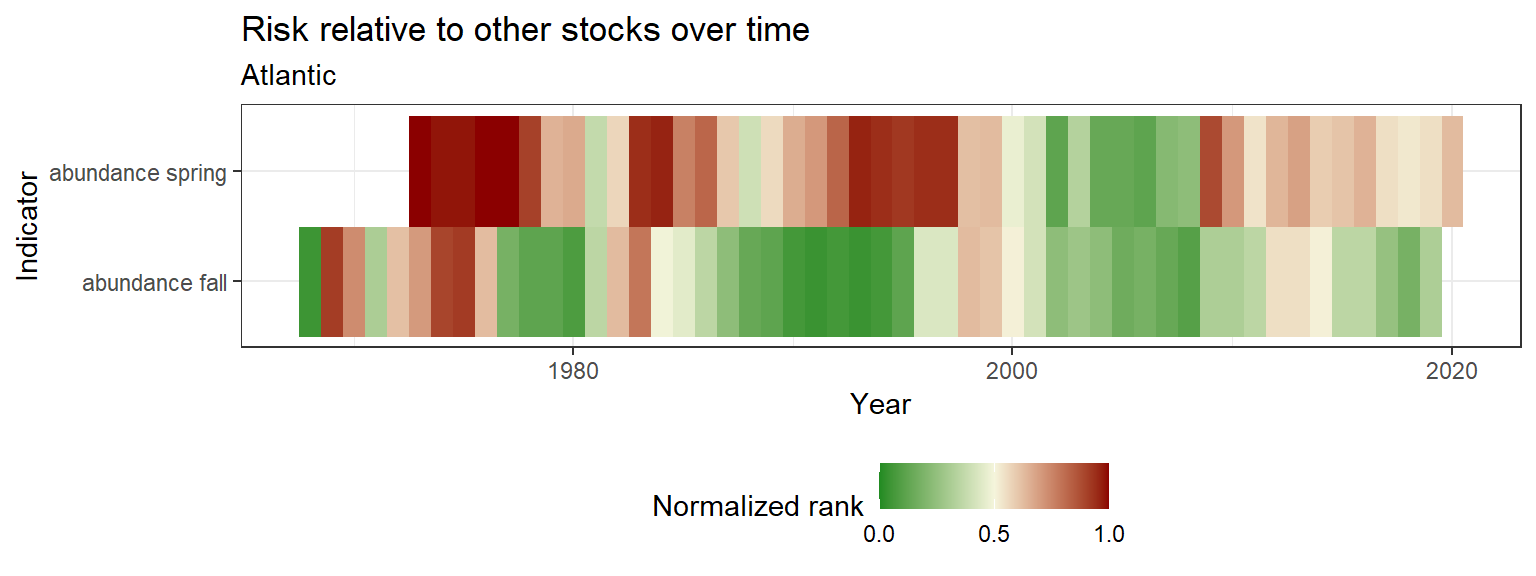 Risk relative to other stocks over time
Atlantic
Indicator
abundance spring
abundance fall
1980 2000 2020
Year
Normalized rank
0.0 0.5 1.0